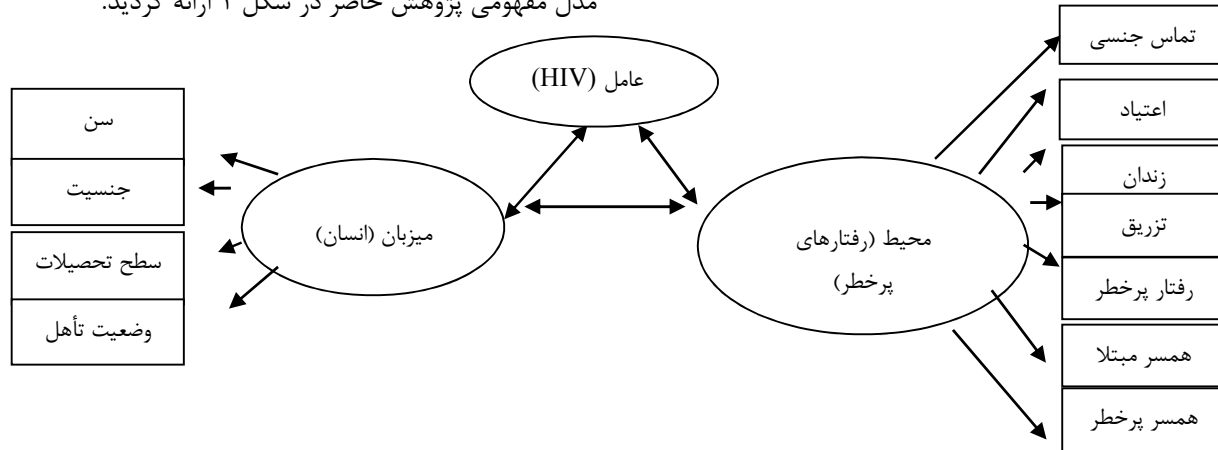 مدل مفهومی پژوهش حاضر در شکل ۱ ارائه گردید.
عامل (HIV)
تماس جنسی
اعتیاد
زندان
تزریق
رفتار پرخطر
همسر مبتلا
همسر پرخطر
محیط (رفتارهای
پرخطر)
میزبان (انسان)
سن
جنسیت
سطح تحصیلات
وضعیت تأهل